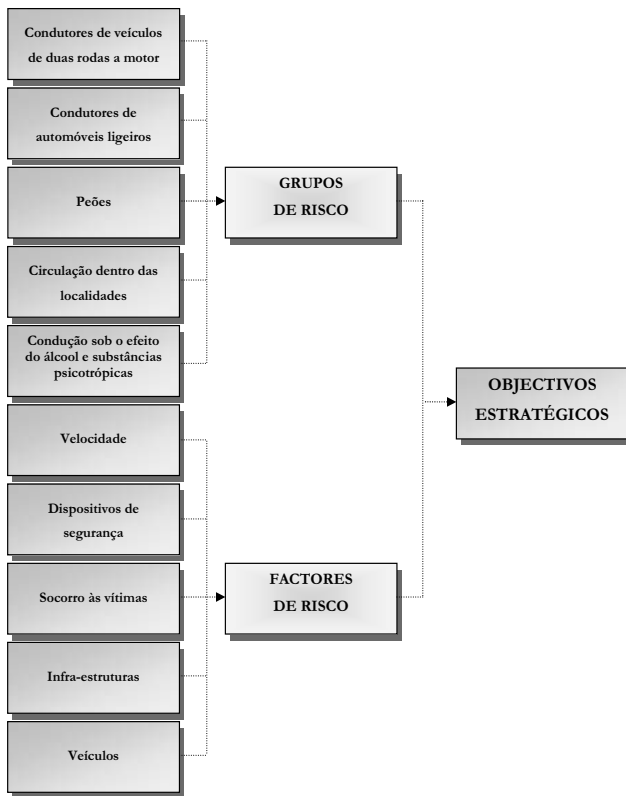 Condutores de veículos
de duas rodas a motor
Condutores de
automóveis ligeiros
Peões
Circulação dentro das
localidades
Condução sob o efeito
do álcool e substâncias
psicotrópicas
Velocidade
Dispositivos de
segurança
Socorro às vítimas
Infra-estruturas
Veículos
GRUPOS
DE RISCO
FACTORES
DE RISCO
OBJECTIVOS
ESTRATÉGICOS